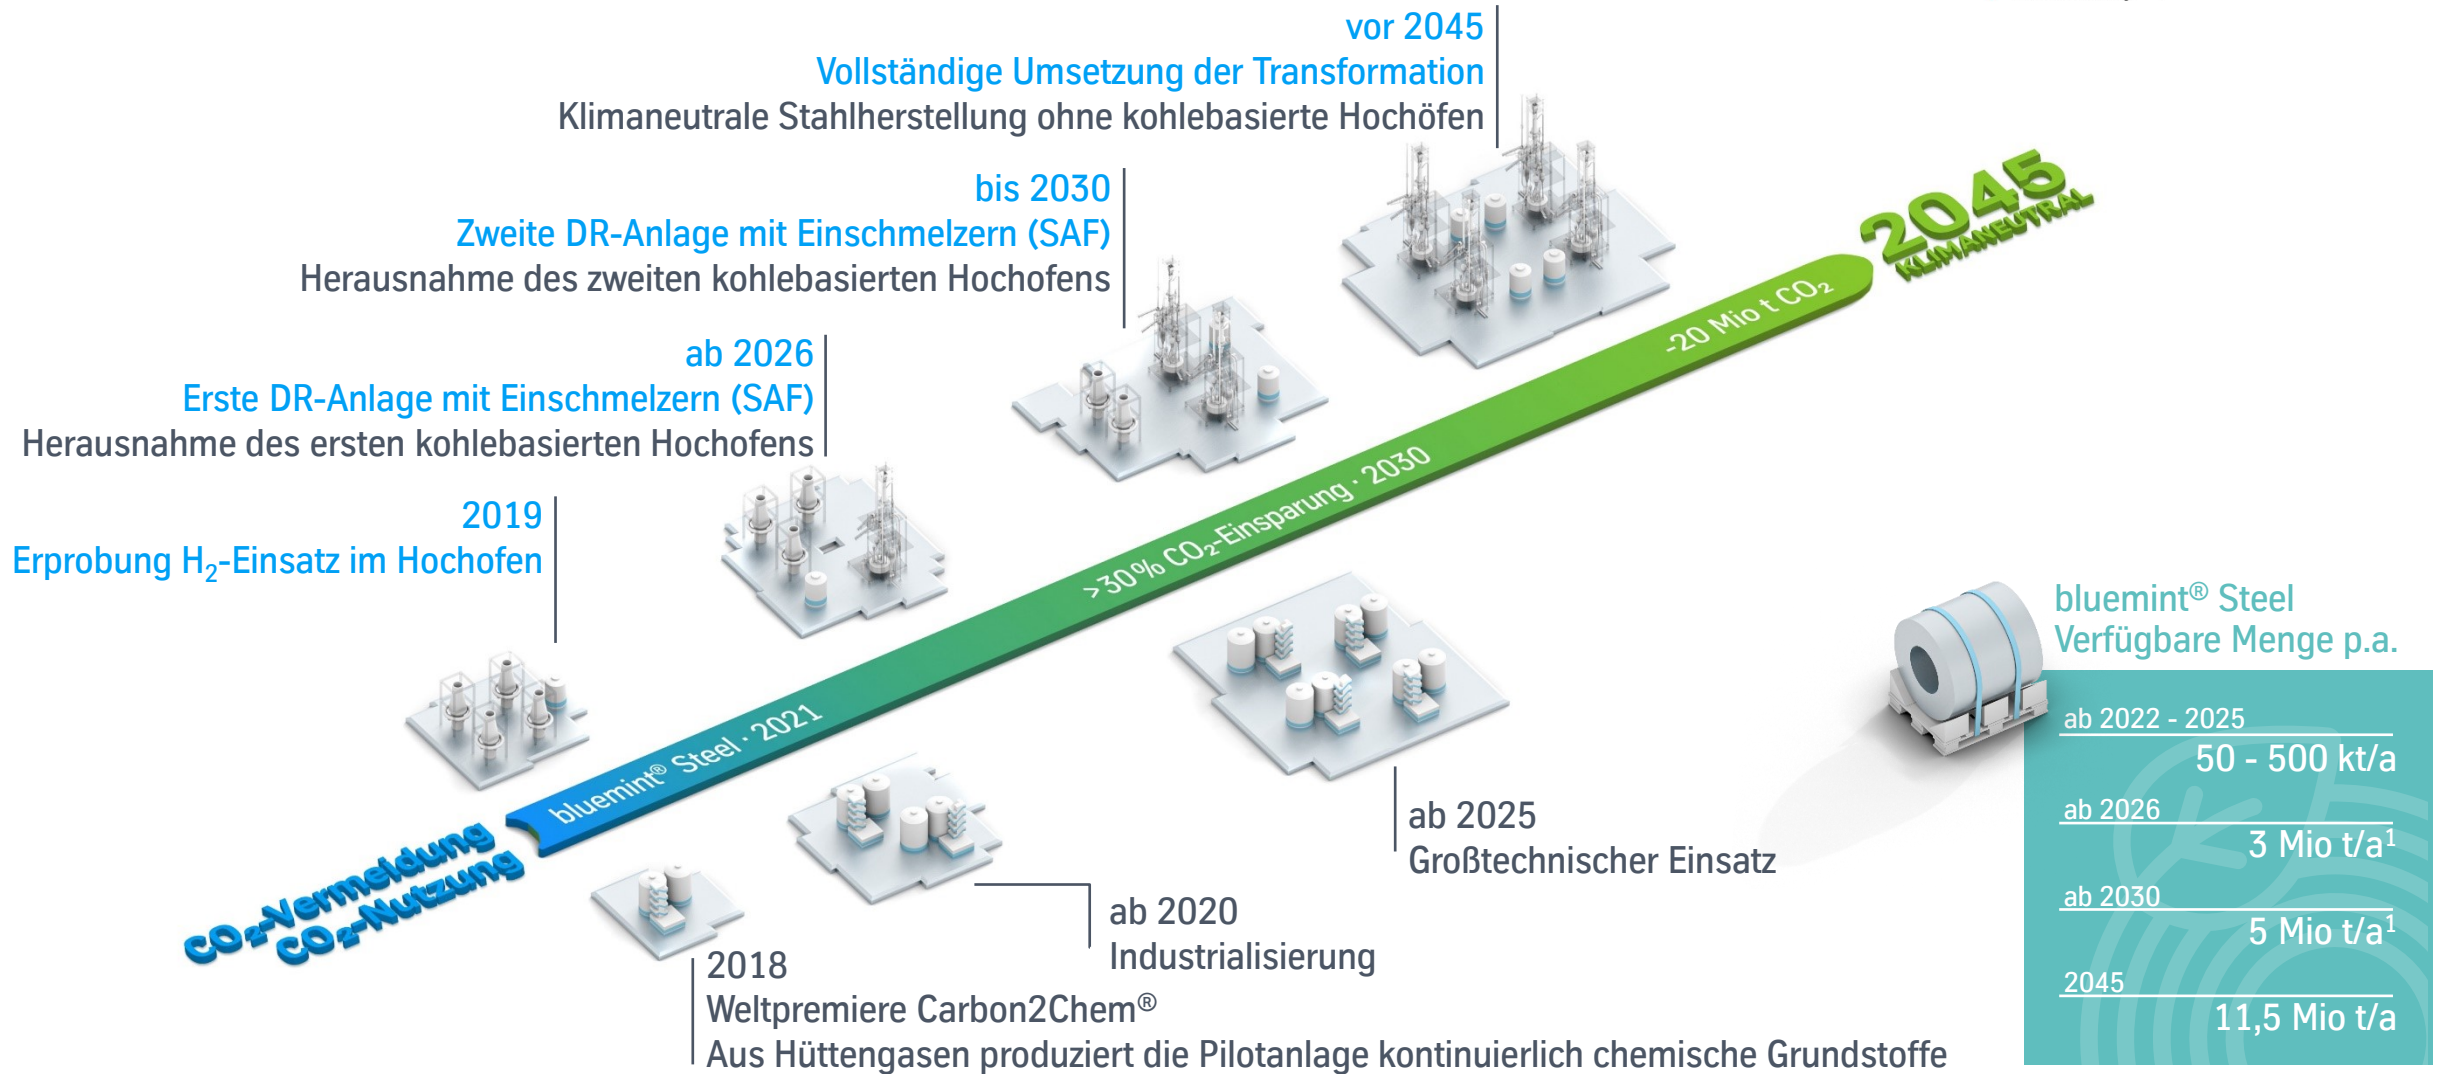 vor 2045
Vollständige Umsetzung der Transformation
Klimaneutrale Stahlherstellung ohne kohlebasierte Hochöfen
bis 2030
Zweite DR-Anlage mit Einschmelzern (SAF)
Herausnahme des zweiten kohlebasierten Hochofens
ab 2026
Erste DR-Anlage mit Einschmelzern (SAF)
Herausnahme des ersten kohlebasierten Hochofens
2019
Erprobung H₂-Einsatz im Hochofen
2045
KLIMANEUTRAL
-20 Mio t CO₂
>30% CO₂-Einsparung · 2030
bluemint® Steel · 2021
CO₂-Vermeidung
CO₂-Nutzung
2018
Weltpremiere Carbon2Chem®
Aus Hüttengasen produziert die Pilotanlage kontinuierlich chemische Grundstoffe
ab 2020
Industrialisierung
ab 2025
Großtechnischer Einsatz
bluemint® Steel
Verfügbare Menge p.a.
ab 2022 - 2025
50 - 500 kt/a
ab 2026
3 Mio t/a¹
ab 2030
5 Mio t/a¹
2045
11,5 Mio t/a